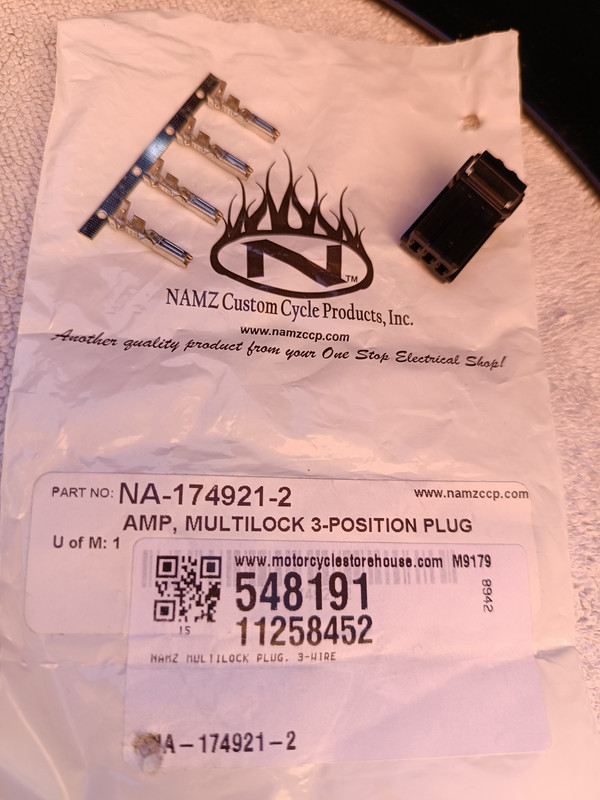 N TM
NAMZ Custom Cycle Products, Inc.
www.namzccp.com
Another quality product from your One Stop Electrical Shop!
PART NO: NA-174921-2 www.namzccp.com
AMP, MULTILOCK 3-POSITION PLUG
U of M: 1
www.motorcyclestorehouse.com M9179
548191
8942
11258452
15
NAMZ MULTILOCK PLUG. 3-WIRE
NA-174921-2